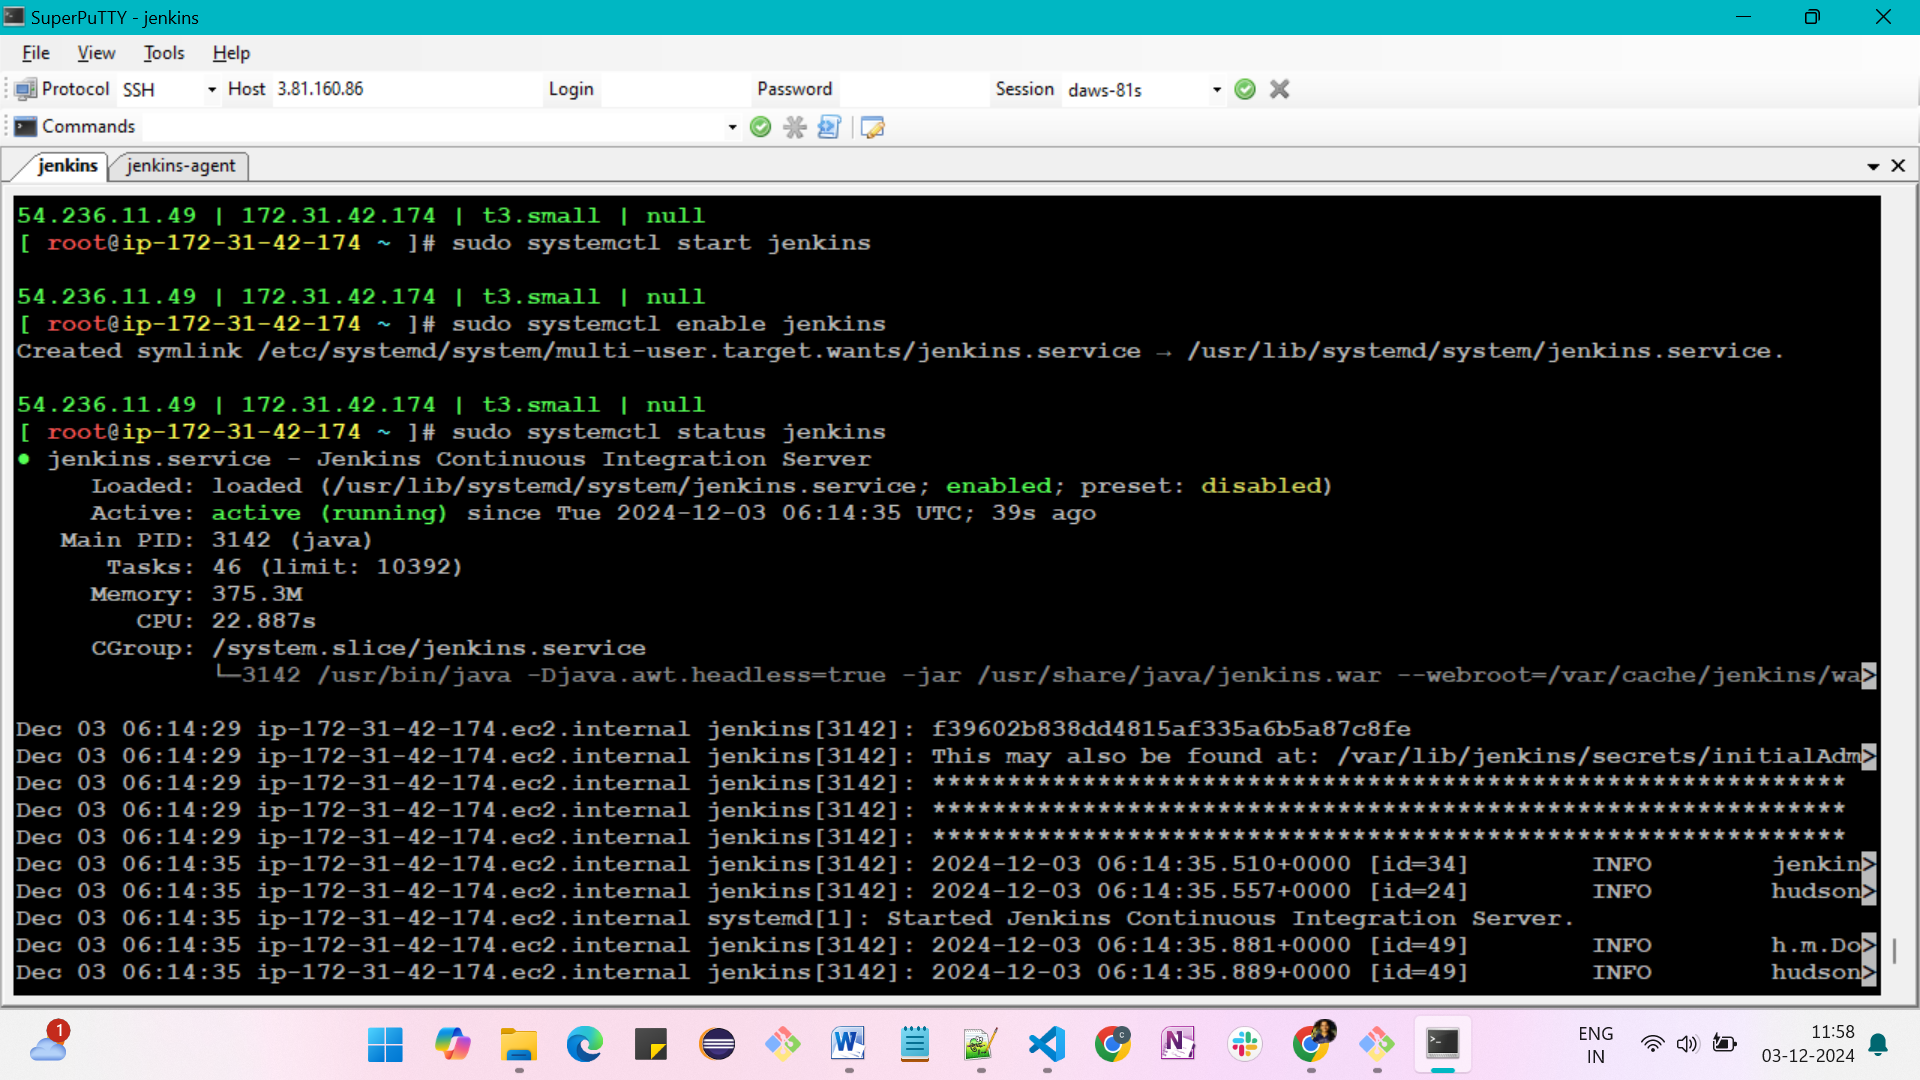 SuperPuTTY - jenkins
File View Tools Help
Protocol SSH Host 3.81.160.86 Login Password Session daws-81s
Commands
jenkins jenkins-agent
54.236.11.49 | 172.31.42.174 | t3.small | null
[ root@ip-172-31-42-174 ~ ]# sudo systemctl start jenkins
54.236.11.49 | 172.31.42.174 | t3.small | null
[ root@ip-172-31-42-174 ~ ]# sudo systemctl enable jenkins
Created symlink /etc/systemd/system/multi-user.target.wants/jenkins.service → /usr/lib/systemd/system/jenkins.service.
54.236.11.49 | 172.31.42.174 | t3.small | null
[ root@ip-172-31-42-174 ~ ]# sudo systemctl status jenkins
● jenkins.service - Jenkins Continuous Integration Server
Loaded: loaded (/usr/lib/systemd/system/jenkins.service; enabled; preset: disabled)
Active: active (running) since Tue 2024-12-03 06:14:35 UTC; 39s ago
Main PID: 3142 (java)
Tasks: 46 (limit: 10392)
Memory: 375.3M
CPU: 22.887s
CGroup: /system.slice/jenkins.service
└─3142 /usr/bin/java -Djava.awt.headless=true -jar /usr/share/java/jenkins.war --webroot=/var/cache/jenkins/wa>
Dec 03 06:14:29 ip-172-31-42-174.ec2.internal jenkins[3142]: f39602b838dd4815af335a6b5a87c8fe
Dec 03 06:14:29 ip-172-31-42-174.ec2.internal jenkins[3142]: This may also be found at: /var/lib/jenkins/secrets/initialAdm>
Dec 03 06:14:29 ip-172-31-42-174.ec2.internal jenkins[3142]: *************************************************************
Dec 03 06:14:29 ip-172-31-42-174.ec2.internal jenkins[3142]: *************************************************************
Dec 03 06:14:29 ip-172-31-42-174.ec2.internal jenkins[3142]: *************************************************************
Dec 03 06:14:35 ip-172-31-42-174.ec2.internal jenkins[3142]: 2024-12-03 06:14:35.510+0000 [id=34] INFO jenkin>
Dec 03 06:14:35 ip-172-31-42-174.ec2.internal jenkins[3142]: 2024-12-03 06:14:35.557+0000 [id=24] INFO hudson>
Dec 03 06:14:35 ip-172-31-42-174.ec2.internal systemd[1]: Started Jenkins Continuous Integration Server.
Dec 03 06:14:35 ip-172-31-42-174.ec2.internal jenkins[3142]: 2024-12-03 06:14:35.881+0000 [id=49] INFO h.m.Do>
Dec 03 06:14:35 ip-172-31-42-174.ec2.internal jenkins[3142]: 2024-12-03 06:14:35.889+0000 [id=49] INFO hudson>
1
ENG
IN
11:58
03-12-2024